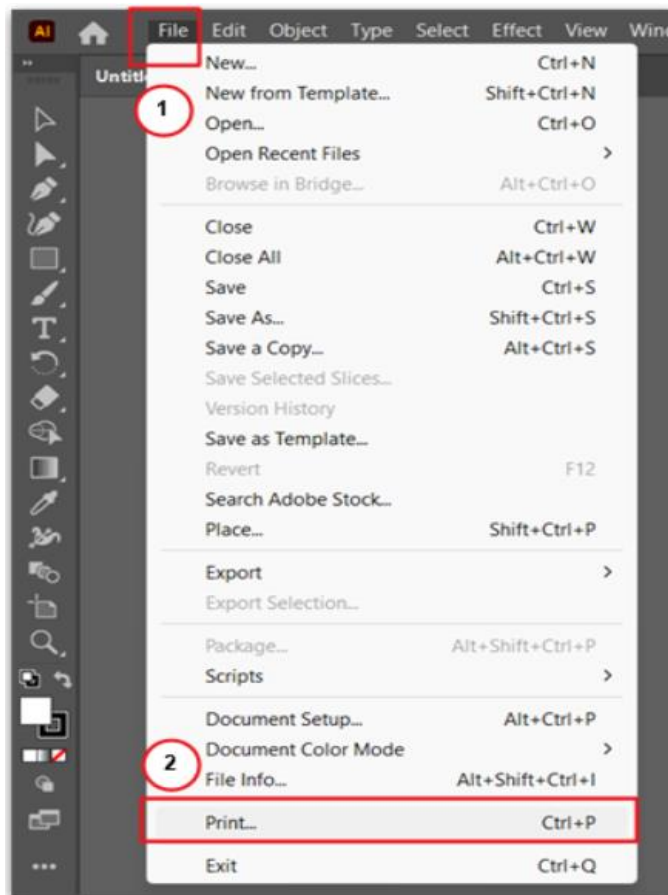 Ai File Edit Object Type Select Effect View Wind
Untitle
1
New... Ctrl+N
New from Template... Shift+Ctrl+N
Open... Ctrl+O
Open Recent Files >
Browse in Bridge... Alt+Ctrl+O
Close Ctrl+W
Close All Alt+Ctrl+W
Save Ctrl+S
Save As... Shift+Ctrl+S
Save a Copy... Alt+Ctrl+S
Save Selected Slices...
Version History
Save as Template...
Revert F12
Search Adobe Stock...
Place... Shift+Ctrl+P
Export >
Export Selection...
Package... Alt+Shift+Ctrl+P
Scripts >
Document Setup... Alt+Ctrl+P
Document Color Mode >
2
File Info... Alt+Shift+Ctrl+I
Print... Ctrl+P
Exit Ctrl+Q